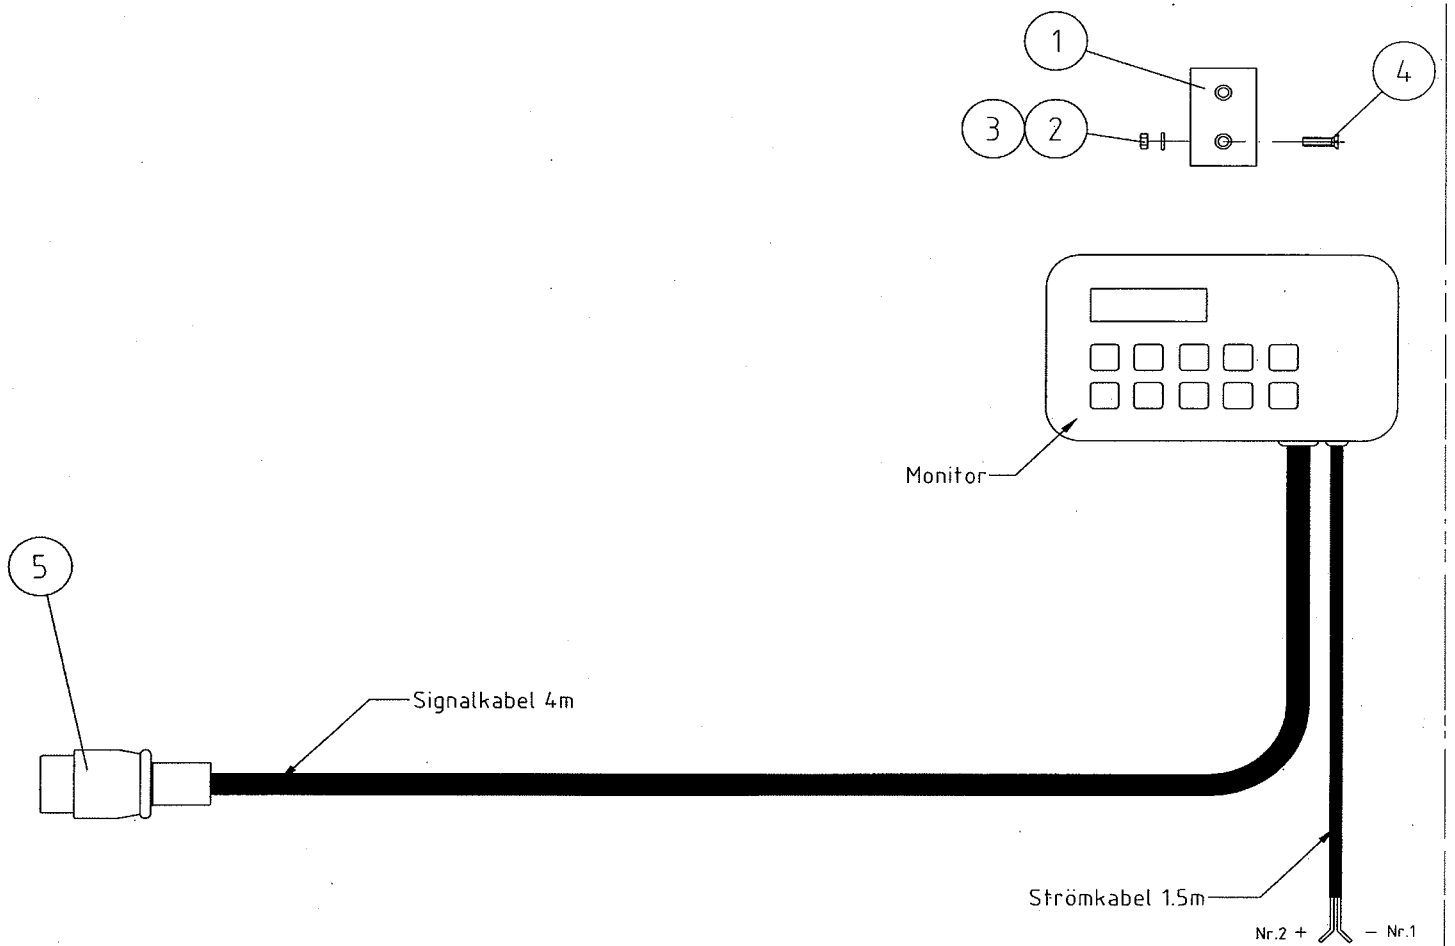 1
4
3
2
Monitor
5
Signalkabel 4m
Strömkabel 1.5m
Nr.2 +
- Nr.1